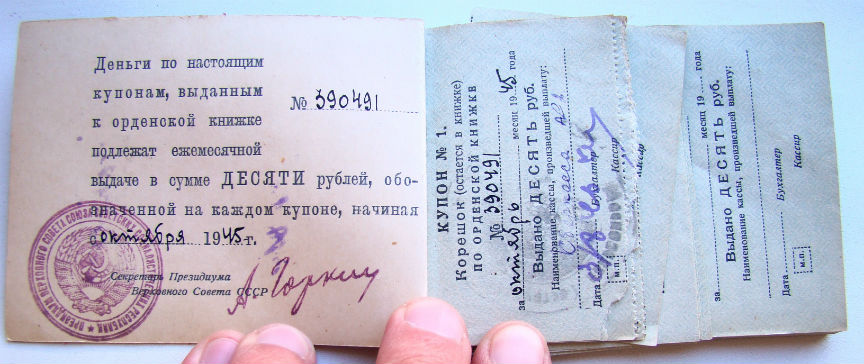 Деньги по настоящим
купонам, выданным
к орденской книжке
подлежат ежемесячной
выдаче в сумме ДЕСЯТИ рублей, обо-
значенной на каждом купоне, начиная
с октября 1945 г.
№ 390491
Секретарь Президиума
Верховного Совета СССР
А Горкин
КУПОН № 1.
Корешок (остается в книжке)
ПО ОРДЕНСКОЙ КНИЖКЕ
№ 390491
за октябрь месяц 1945 года
Выдано ДЕСЯТЬ руб.
Наименование кассы, произведшей выплату:
Бухгалтер
Кассир
Дата
М.П.
за месяц 19 года
Выдано ДЕСЯТЬ руб.
Наименование кассы, произведшей выплату:
Бухгалтер
Дата Кассир
М.П.